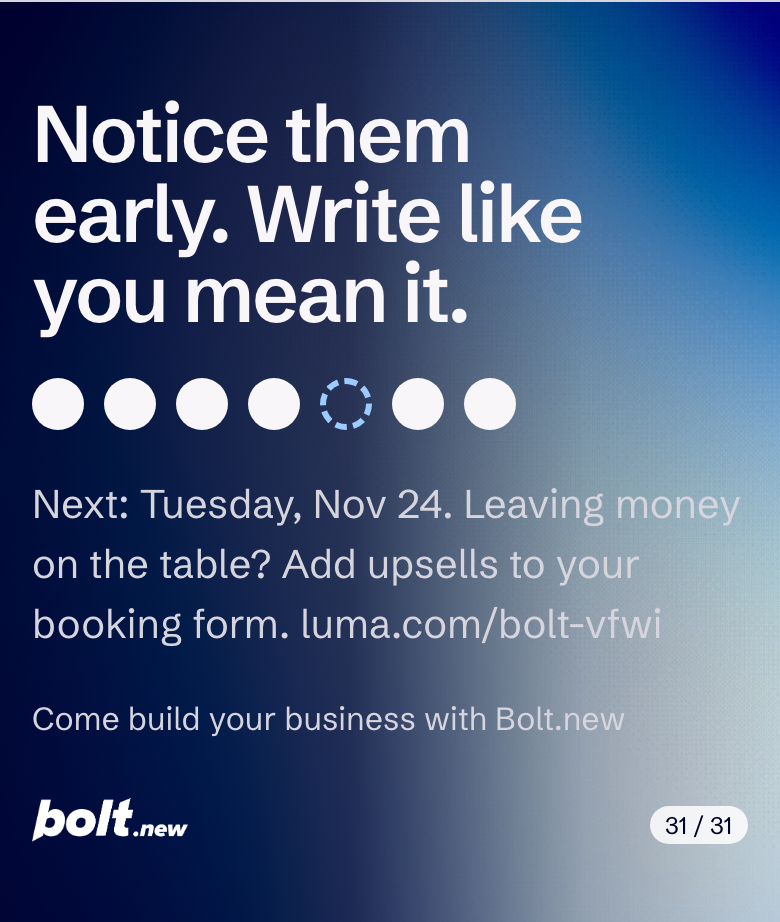 Notice them
early. Write like
you mean it.
Next: Tuesday, Nov 24. Leaving money
on the table? Add upsells to your
booking form. luma.com/bolt-vfwi
Come build your business with Bolt.new
bolt.new
31 / 31